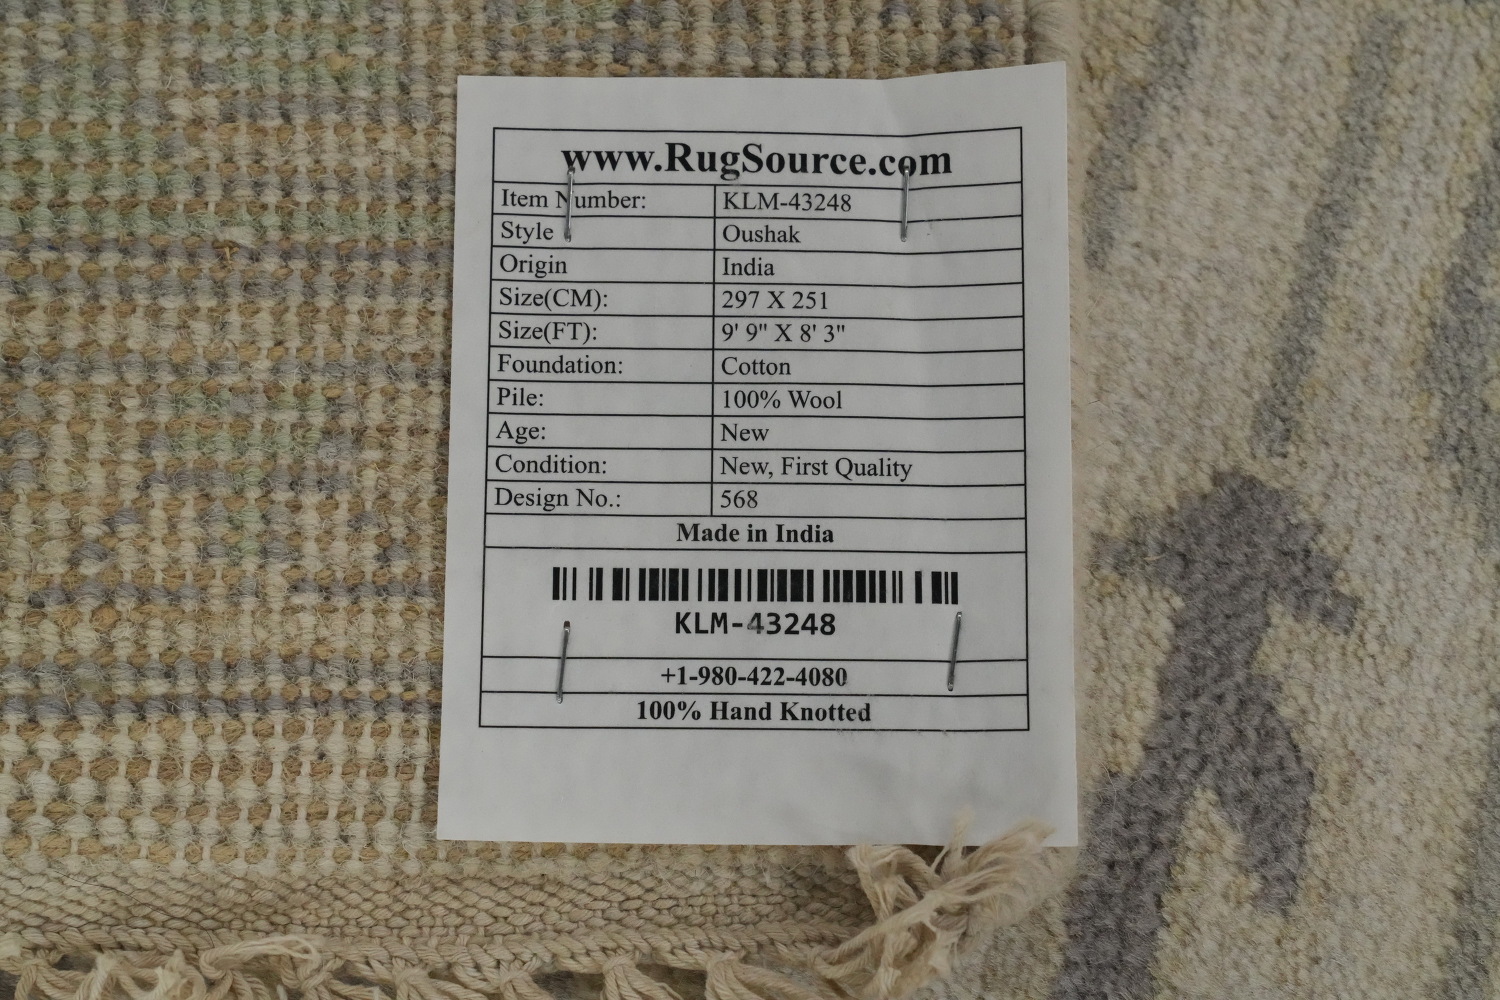 www.RugSource.com
Item Number: KLM-43248
Style Oushak
Origin India
Size(CM): 297 X 251
Size(FT): 9' 9" X 8' 3"
Foundation: Cotton
Pile: 100% Wool
Age: New
Condition: New, First Quality
Design No.: 568
Made in India
KLM-43248
+1-980-422-4080
100% Hand Knotted